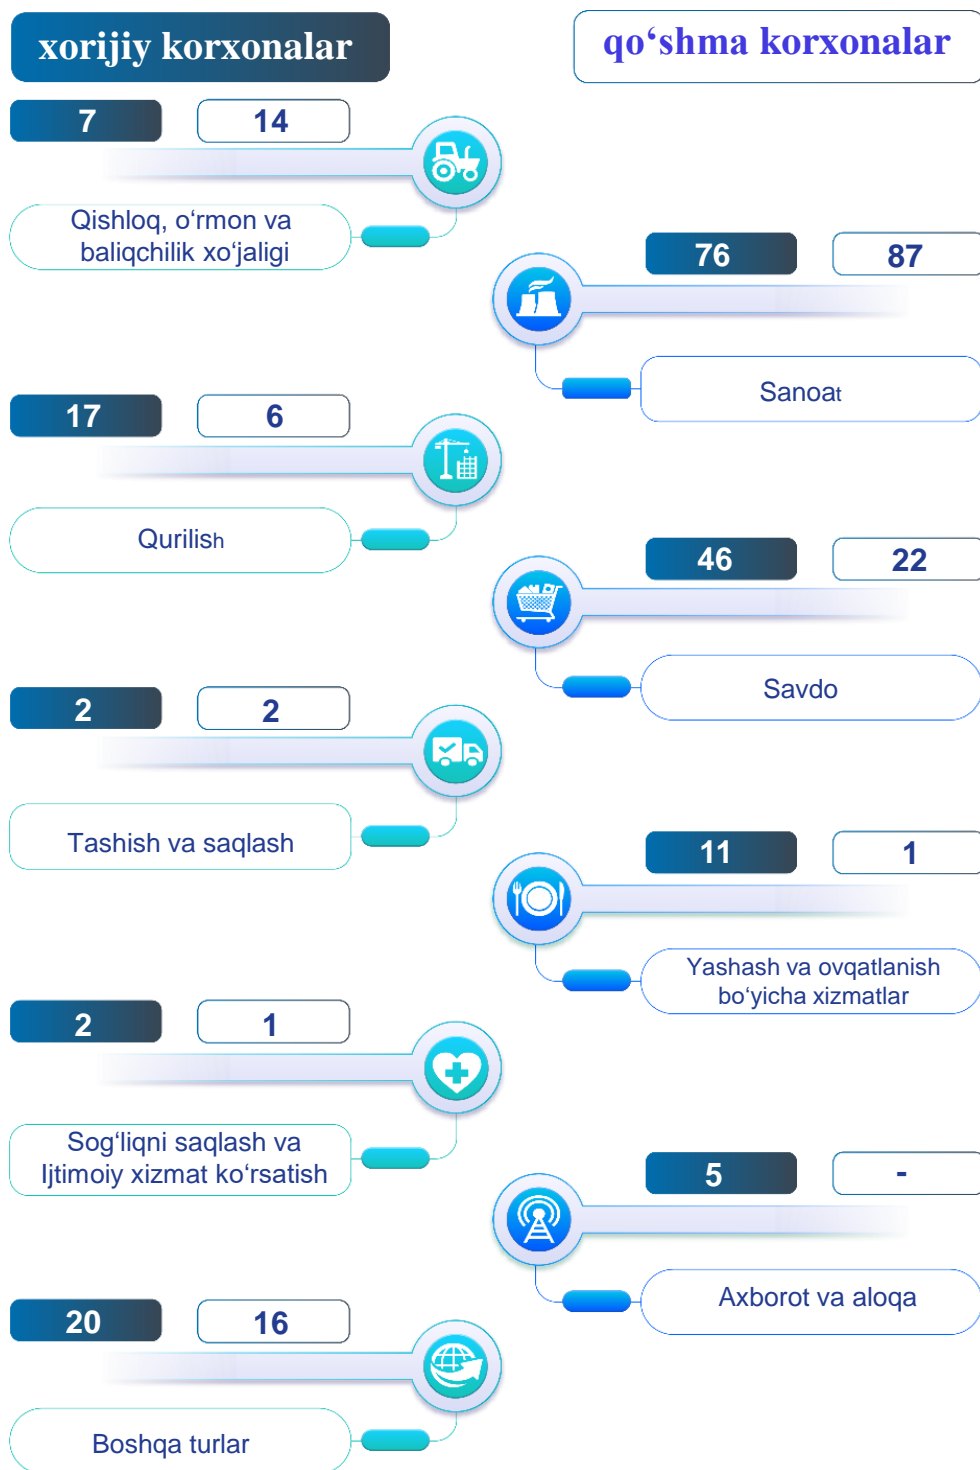 xorijiy korxonalar
qo‘shma korxonalar
7
14
Qishloq, o‘rmon va
baliqchilik xo‘jaligi
76
87
Sanoat
17
6
Qurilish
46
22
Savdo
2
2
Tashish va saqlash
11
1
Yashash va ovqatlanish
bo‘yicha xizmatlar
2
1
Sog‘liqni saqlash va
Ijtimoiy xizmat ko‘rsatish
5
-
Axborot va aloqa
20
16
Boshqa turlar